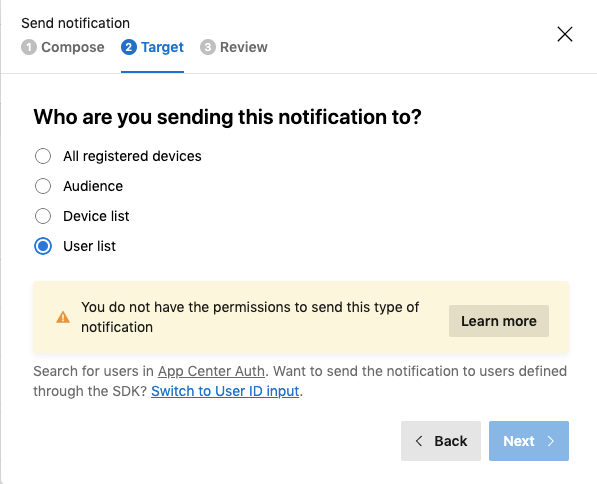 Send notification
1 Compose 2 Target 3 Review
Who are you sending this notification to?
All registered devices
Audience
Device list
User list
You do not have the permissions to send this type of
notification
Learn more
Search for users in App Center Auth. Want to send the notification to users defined
through the SDK? Switch to User ID input.
Back
Next